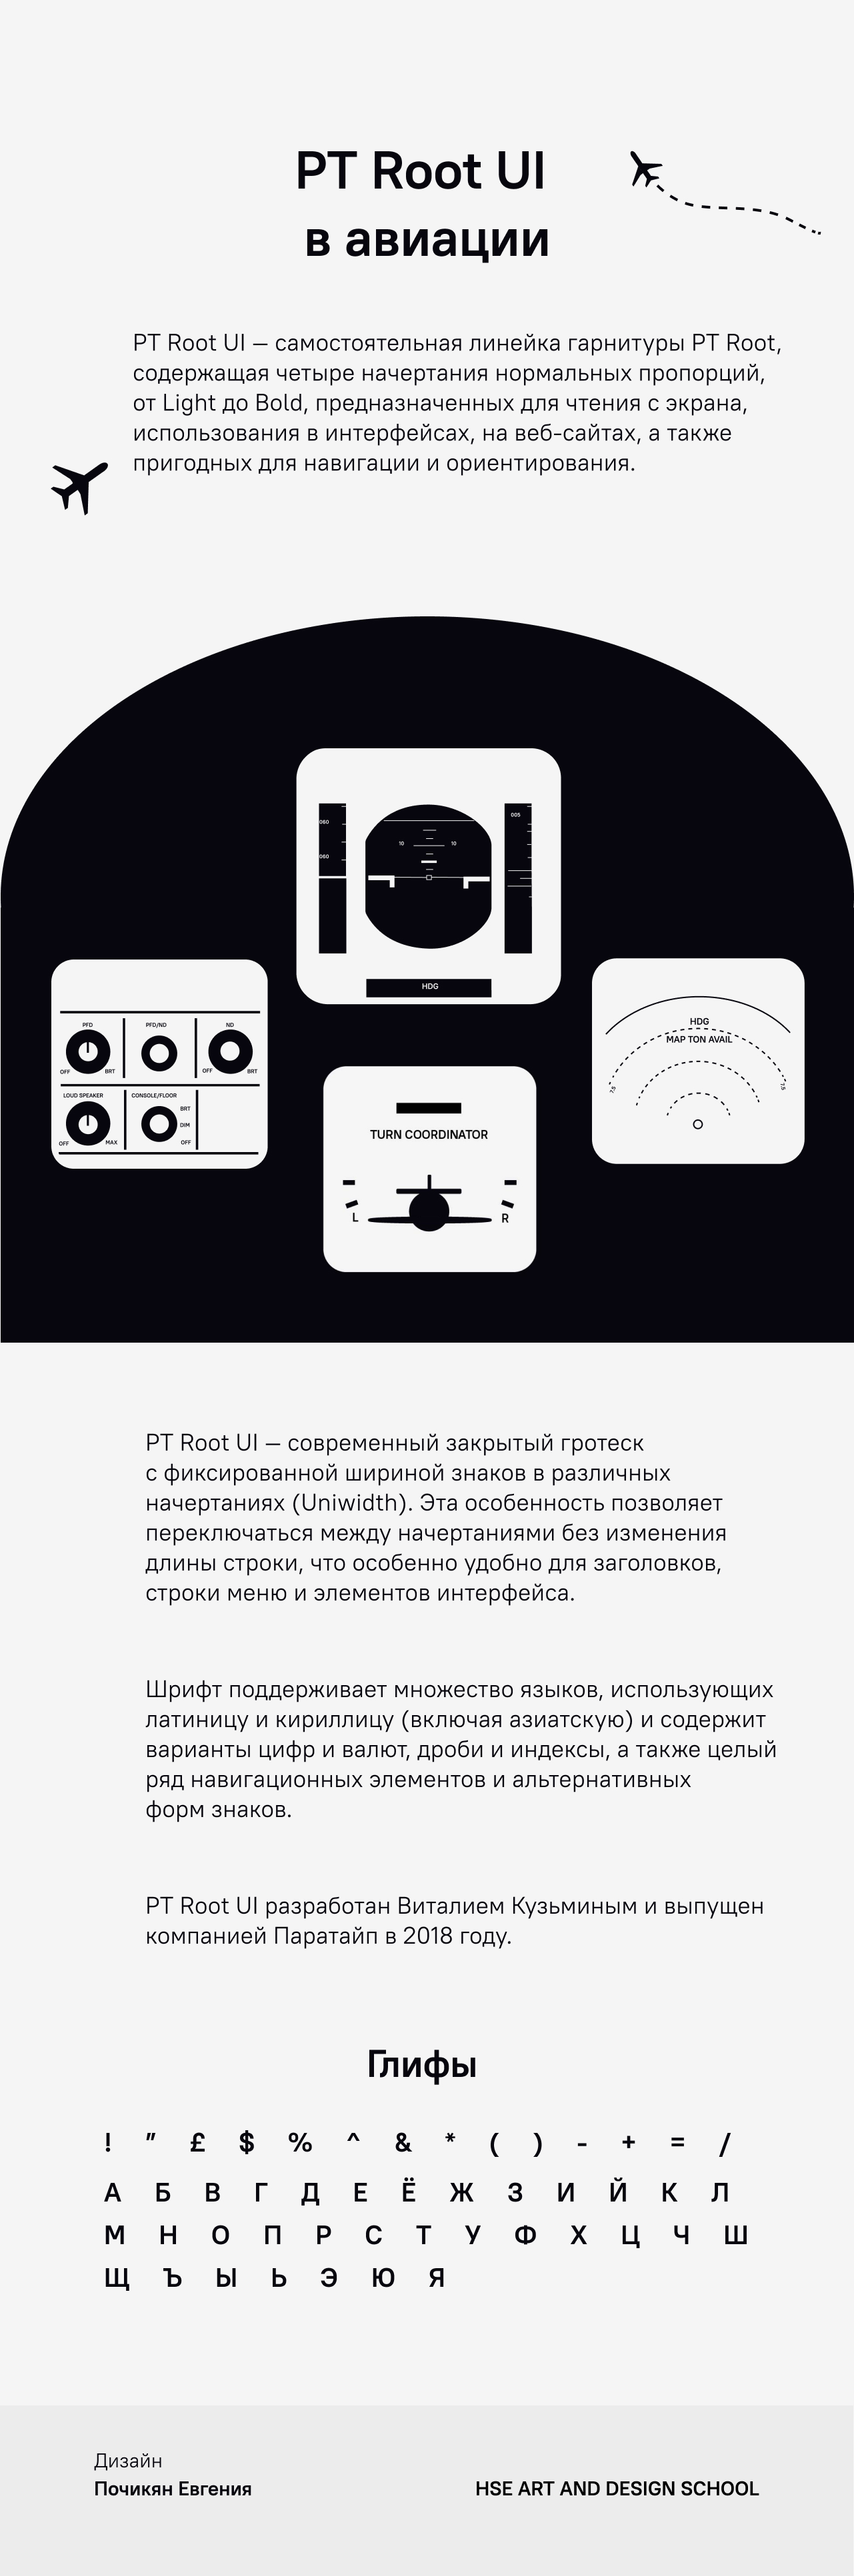 PT Root UI
в авиации
PT Root UI — самостоятельная линейка гарнитуры PT Root,
содержащая четыре начертания нормальных пропорций,
от Light до Bold, предназначенных для чтения с экрана,
использования в интерфейсах, на веб-сайтах, а также
пригодных для навигации и ориентирования.
060
005
10 10
060
HDG
PFD PFD/ND ND
OFF BRT OFF BRT
LOUD SPEAKER CONSOLE/FLOOR
BRT
DIM
OFF MAX OFF
HDG
MAP TON AVAIL
7.5 7.5
TURN COORDINATOR
L R
PT Root UI — современный закрытый гротеск
с фиксированной шириной знаков в различных
начертаниях (Uniwidth). Эта особенность позволяет
переключаться между начертаниями без изменения
длины строки, что особенно удобно для заголовков,
строки меню и элементов интерфейса.
Шрифт поддерживает множество языков, использующих
латиницу и кириллицу (включая азиатскую) и содержит
варианты цифр и валют, дроби и индексы, а также целый
ряд навигационных элементов и альтернативных
форм знаков.
PT Root UI разработан Виталием Кузьминым и выпущен
компанией Паратайп в 2018 году.
Глифы
! " £ $ % ^ & * ( ) - + = /
А Б В Г Д Е Ё Ж З И Й К Л
М Н О П Р С Т У Ф Х Ц Ч Ш
Щ Ъ Ы Ь Э Ю Я
Дизайн
Почикян Евгения
HSE ART AND DESIGN SCHOOL